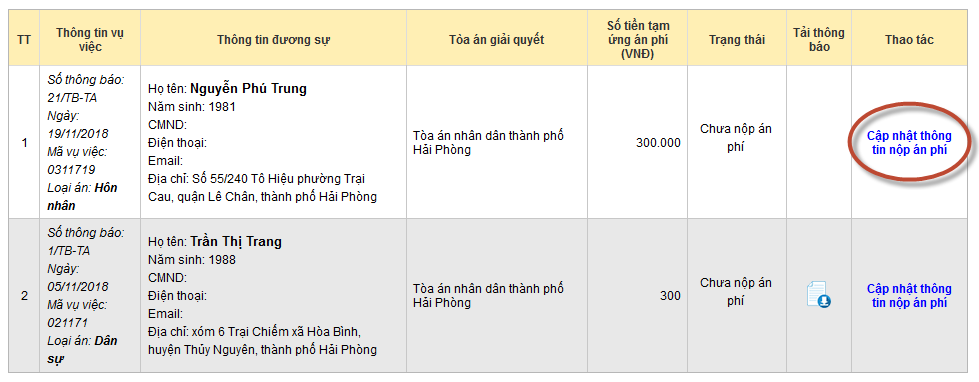 TT
Thông tin vụ
việc
Thông tin đương sự
Tòa án giải quyết
Số tiền tạm
ứng án phí
(VNĐ)
Trạng thái
Tải thông
báo
Thao tác
1
Số thông báo:
21/TB-TA
Ngày:
19/11/2018
Mã vụ việc:
0311719
Loại án: Hôn
nhân
Họ tên: Nguyễn Phú Trung
Năm sinh: 1981
CMND:
Điện thoại:
Email:
Địa chỉ: Số 55/240 Tô Hiệu phường Trại
Cau, quận Lê Chân, thành phố Hải Phòng
Tòa án nhân dân thành phố
Hải Phòng
300.000
Chưa nộp án
phí
Cập nhật thông
tin nộp án phí
2
Số thông báo:
1/TB-TA
Ngày:
05/11/2018
Mã vụ việc:
021171
Loại án: Dân
sự
Họ tên: Trần Thị Trang
Năm sinh: 1988
CMND:
Điện thoại:
Email:
Địa chỉ: xóm 6 Trại Chiếm xã Hòa Bình,
huyện Thủy Nguyên, thành phố Hải Phòng
Tòa án nhân dân thành phố
Hải Phòng
300
Chưa nộp án
phí
Cập nhật thông
tin nộp án phí